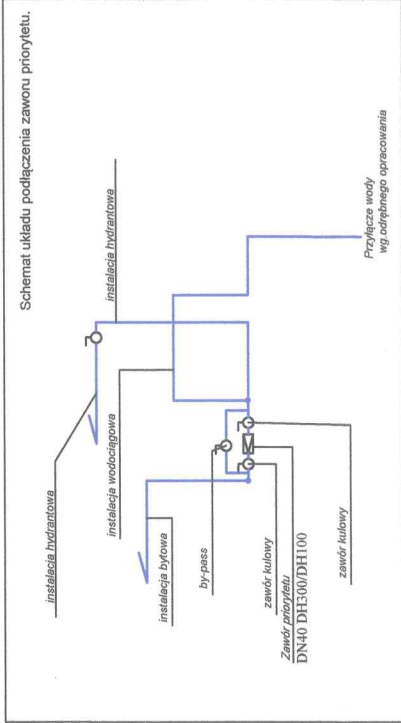 Schemat układu podłączenia zaworu priorytetu.
instalacja hydrantowa
instalacja hydrantowa
instalacja wodociągowa
instalacja bytowa
by-pass
zawór kulowy
Zawór priorytetu
DN40 DH300/DH100
zawór kulowy
Przyłącze wody
wg.odrębnego opracowania